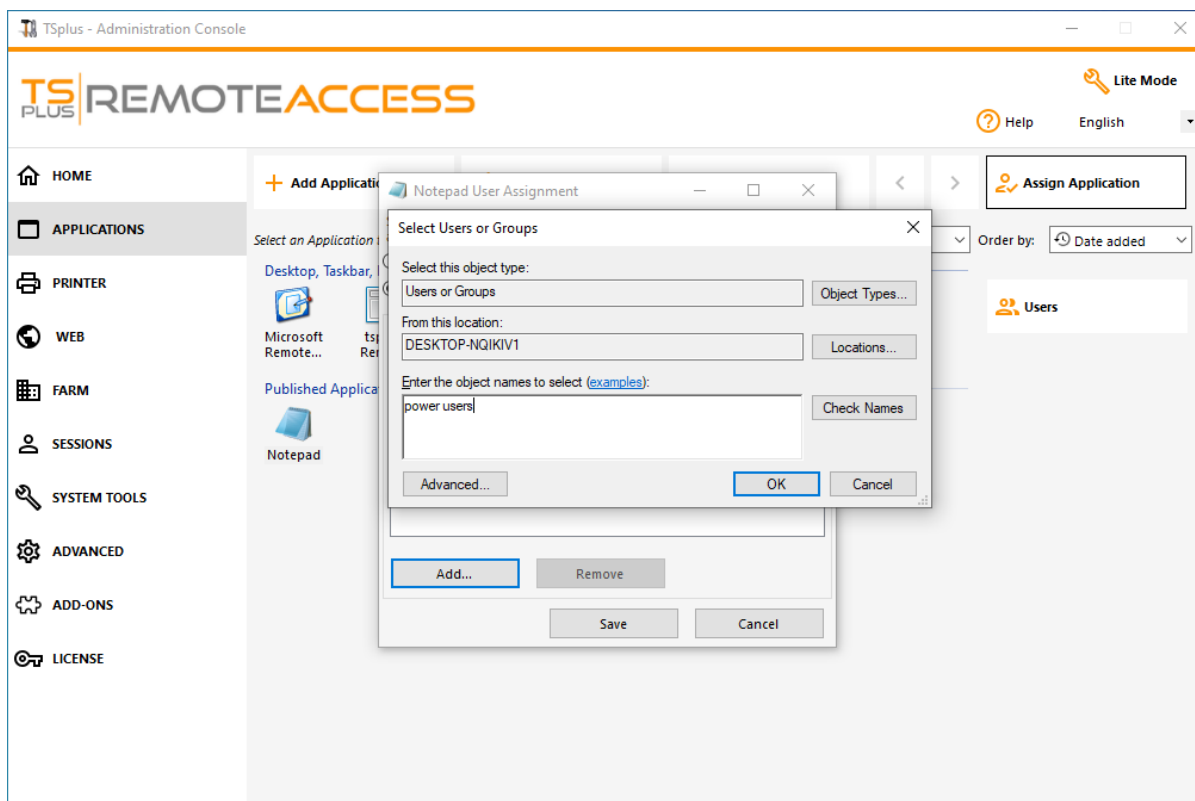 TSplus - Administration Console
TS PLUS REMOTEACCESS
Lite Mode
Help
English
HOME
APPLICATIONS
PRINTER
WEB
FARM
SESSIONS
SYSTEM TOOLS
ADVANCED
ADD-ONS
LICENSE
Add Applicatio
Assign Application
Select an Application
Order by:
Date added
Desktop, Taskbar,
Microsoft
Remote...
tsp
Rem
Published Applica
Notepad
Users
Notepad User Assignment
Select Users or Groups
Select this object type:
Users or Groups
Object Types...
From this location:
DESKTOP-NQIKIV1
Locations...
Enter the object names to select (examples):
power users
Check Names
Advanced...
OK
Cancel
Add...
Remove
Save
Cancel